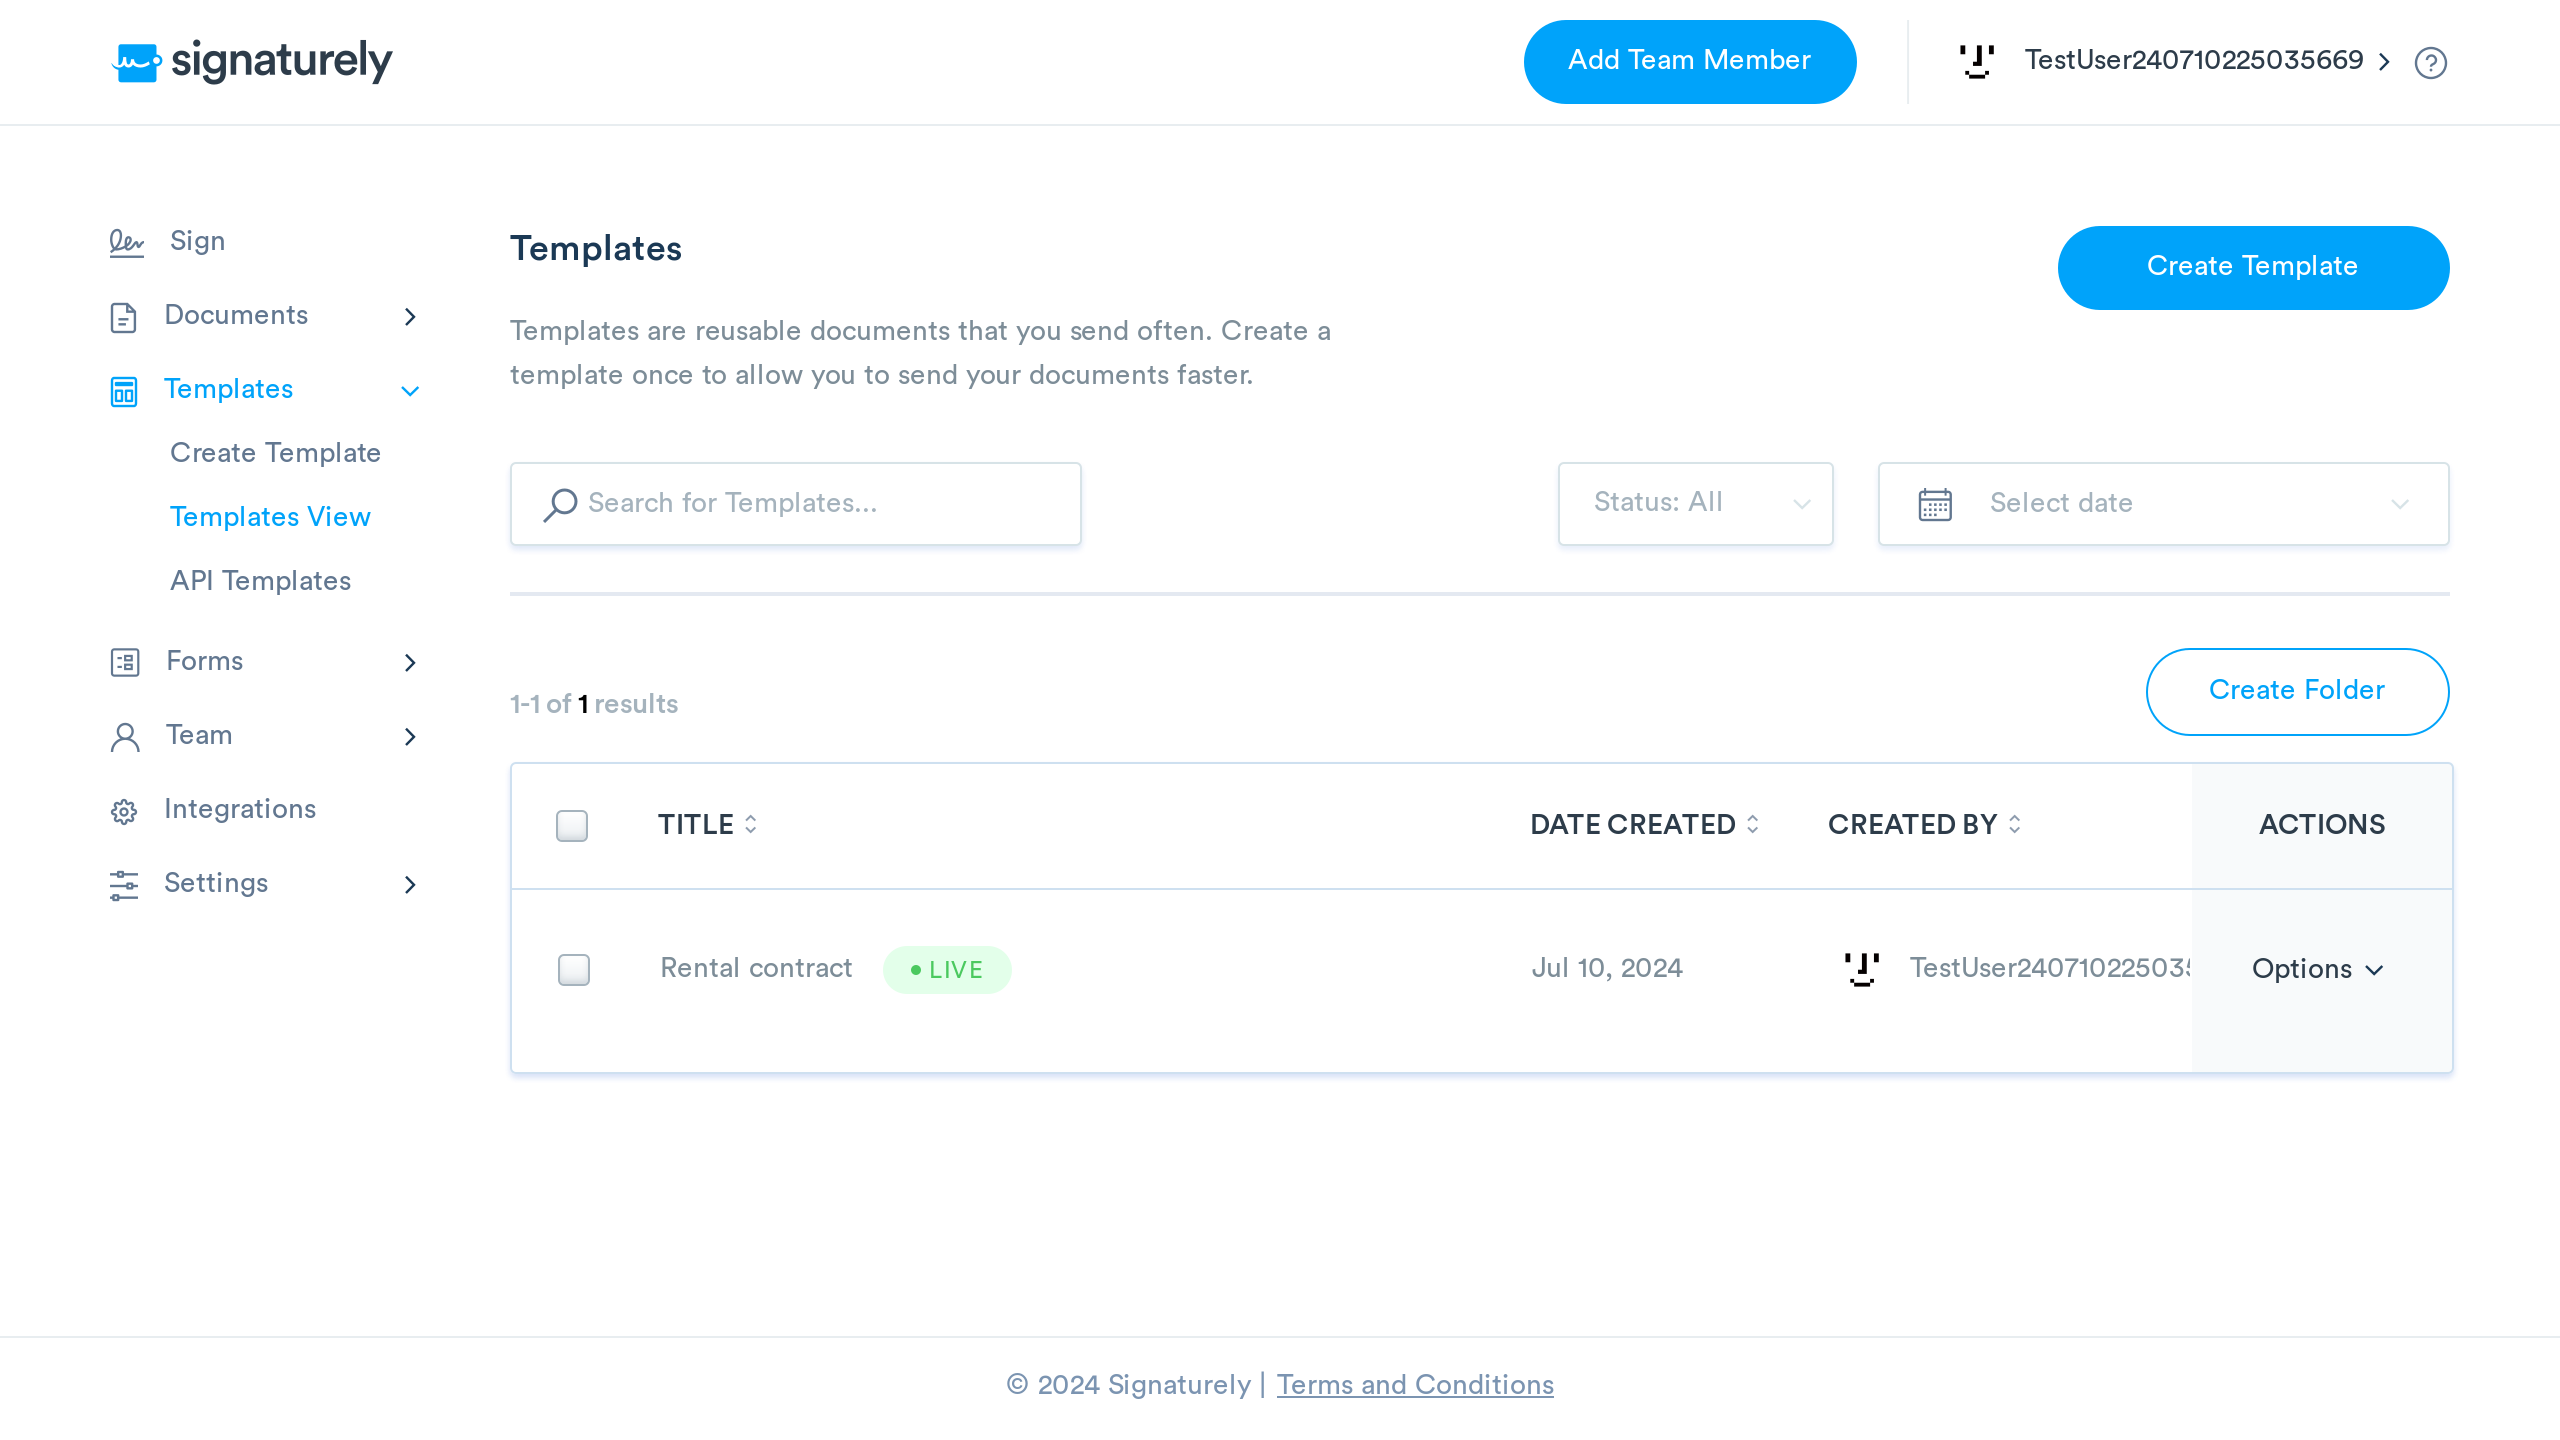 signaturely
Add Team Member
TestUser240710225035669
Sign
Documents
Templates
Create Template
Templates View
API Templates
Forms
Team
Integrations
Settings
Templates
Create Template
Templates are reusable documents that you send often. Create a
template once to allow you to send your documents faster.
Search for Templates...
Status: All
Select date
1-1 of 1 results
Create Folder
TITLE DATE CREATED CREATED BY ACTIONS
Rental contract LIVE Jul 10, 2024 TestUser24071022503 Options
© 2024 Signaturely | Terms and Conditions